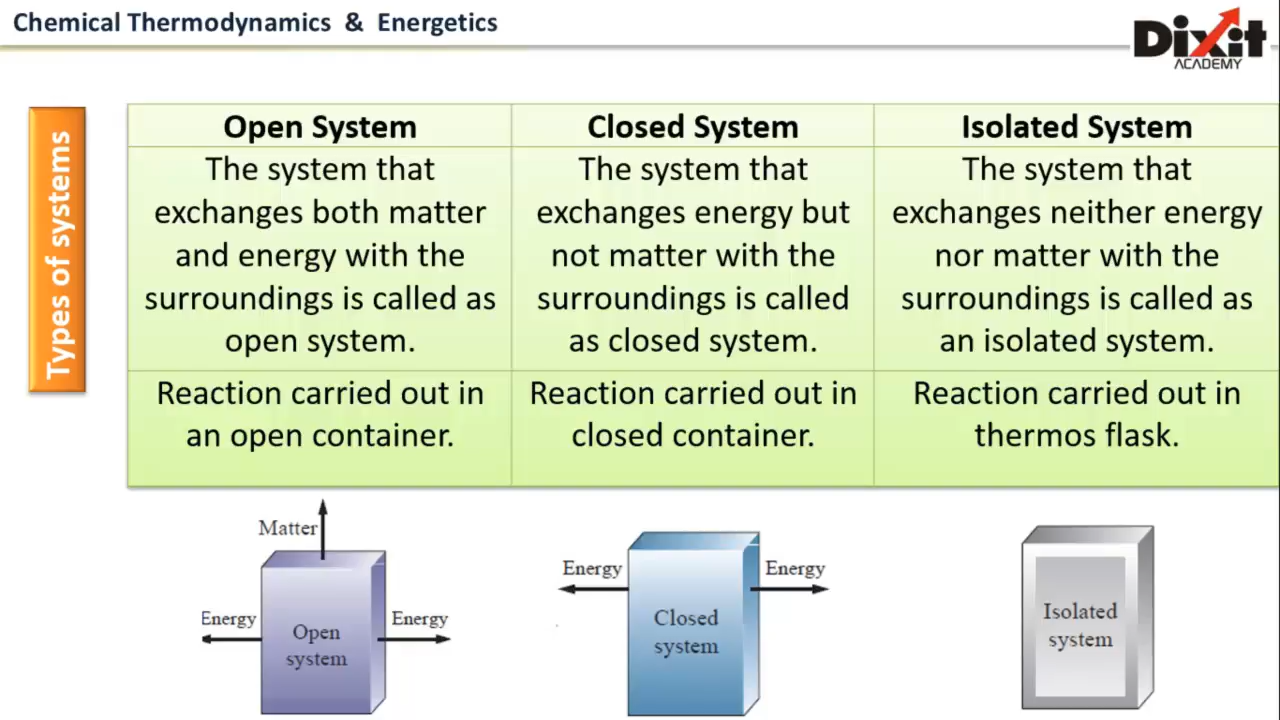 Chemical Thermodynamics & Energetics
Dixit
ACADEMY
Types of systems
Open System
The system that
exchanges both matter
and energy with the
surroundings is called as
open system.
Reaction carried out in
an open container.
Closed System
The system that
exchanges energy but
not matter with the
surroundings is called
as closed system.
Reaction carried out in
closed container.
Isolated System
The system that
exchanges neither energy
nor matter with the
surroundings is called as
an isolated system.
Reaction carried out in
thermos flask.
Matter
Energy
Energy
Open
system
Energy
Energy
Closed
system
Isolated
system